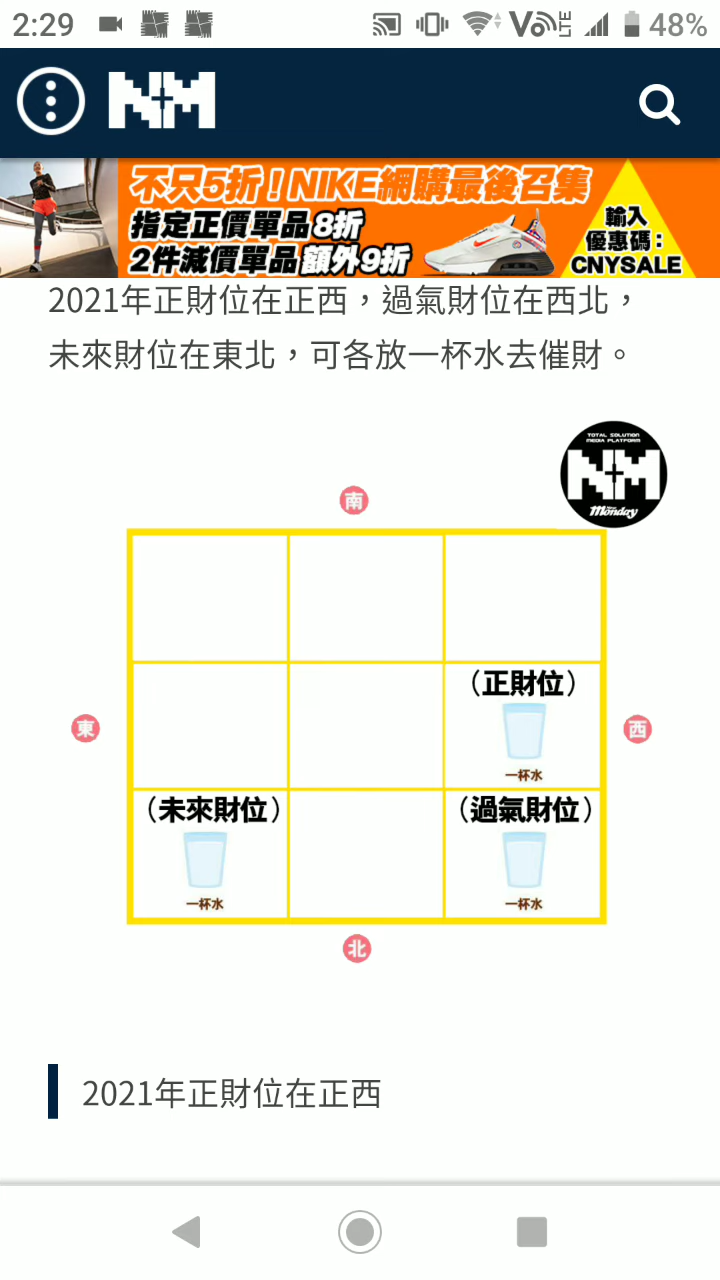 2:29
VoLTE
48%
N+M
不只5折!NIKE網購最後召集
指定正價單品8折
2件減價單品額外9折
輸入
優惠碼:
CNYSALE
2021年正財位在正西，過氣財位在西北，
未來財位在東北，可各放一杯水去催財。
TOTAL SOLUTION
MEDIA PLATFORM
N+M
New Monday
南
東
西
（正財位）
一杯水
（未來財位）
一杯水
（過氣財位）
一杯水
北
2021年正財位在正西